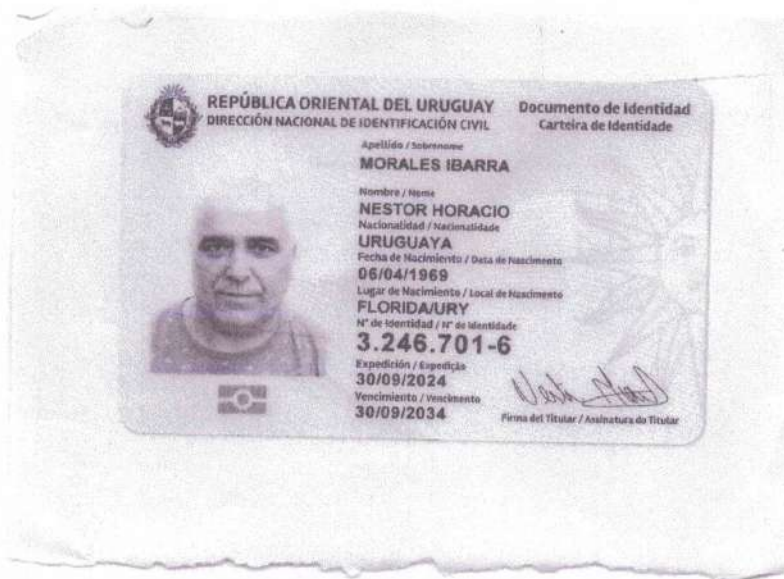 REPÚBLICA ORIENTAL DEL URUGUAY
DIRECCIÓN NACIONAL DE IDENTIFICACIÓN CIVIL
Documento de Identidad
Carteira de Identidade
Apellido / Sobrenome
MORALES IBARRA
Nombre / Nome
NESTOR HORACIO
Nacionalidad / Nacionalidade
URUGUAYA
Fecha de Nacimiento / Data de Nascimento
06/04/1969
Lugar de Nacimiento / Local de Nascimento
FLORIDA/URY
N° de Identidad / N° de Identidade
3.246.701-6
Expedición / Expedição
30/09/2024
Vencimiento / Vencimento
30/09/2034
Firma del Titular / Assinatura do Titular